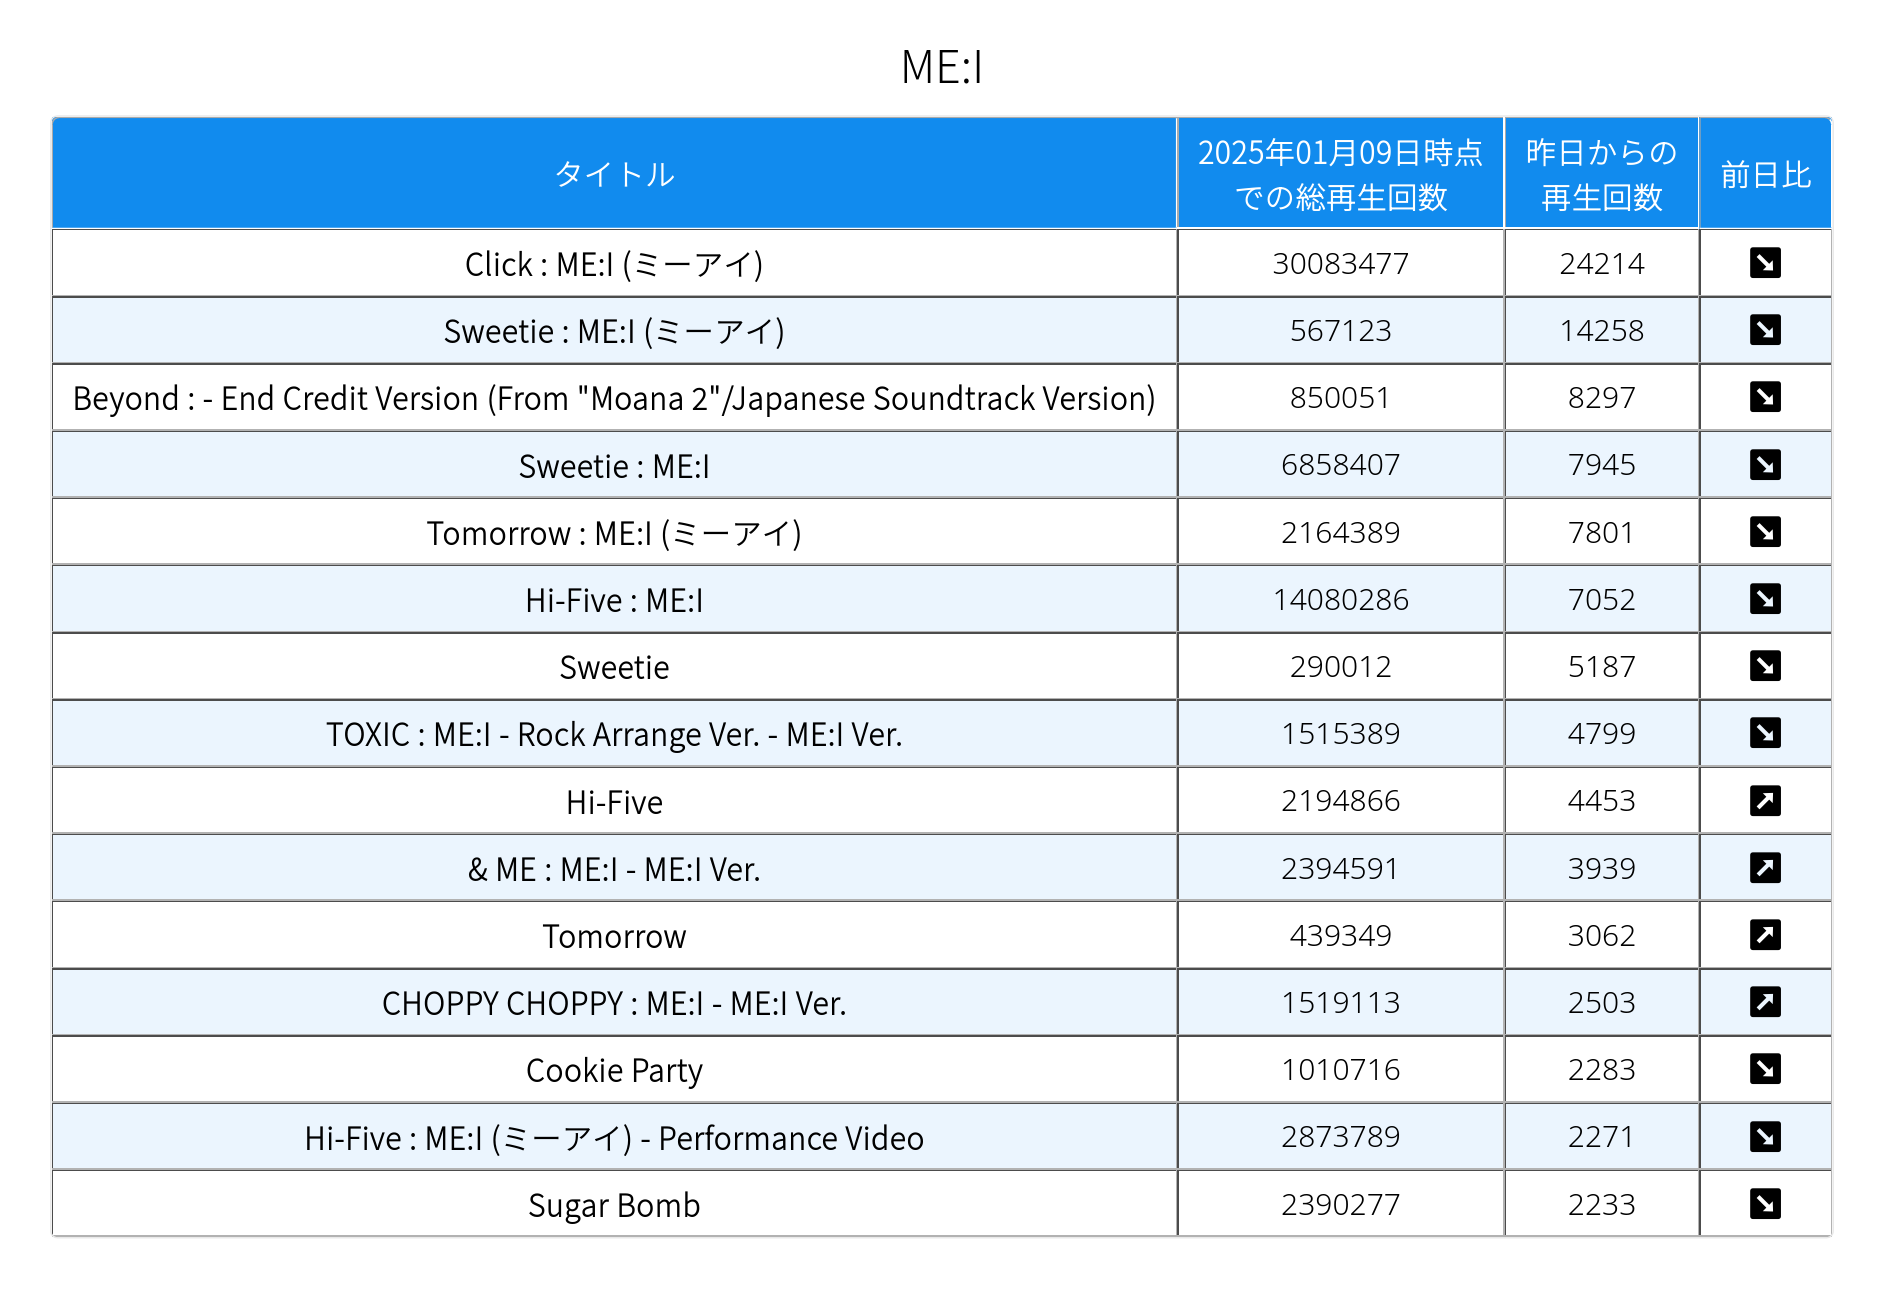 ME:I
タイトル 2025年01月09日時点での総再生回数 昨日からの再生回数 前日比
Click : ME:I (ミーアイ) 30083477 24214 ↘
Sweetie : ME:I (ミーアイ) 567123 14258 ↘
Beyond : - End Credit Version (From "Moana 2"/Japanese Soundtrack Version) 850051 8297 ↘
Sweetie : ME:I 6858407 7945 ↘
Tomorrow : ME:I (ミーアイ) 2164389 7801 ↘
Hi-Five : ME:I 14080286 7052 ↘
Sweetie 290012 5187 ↘
TOXIC : ME:I - Rock Arrange Ver. - ME:I Ver. 1515389 4799 ↘
Hi-Five 2194866 4453 ↗
& ME : ME:I - ME:I Ver. 2394591 3939 ↗
Tomorrow 439349 3062 ↗
CHOPPY CHOPPY : ME:I - ME:I Ver. 1519113 2503 ↗
Cookie Party 1010716 2283 ↘
Hi-Five : ME:I (ミーアイ) - Performance Video 2873789 2271 ↘
Sugar Bomb 2390277 2233 ↘